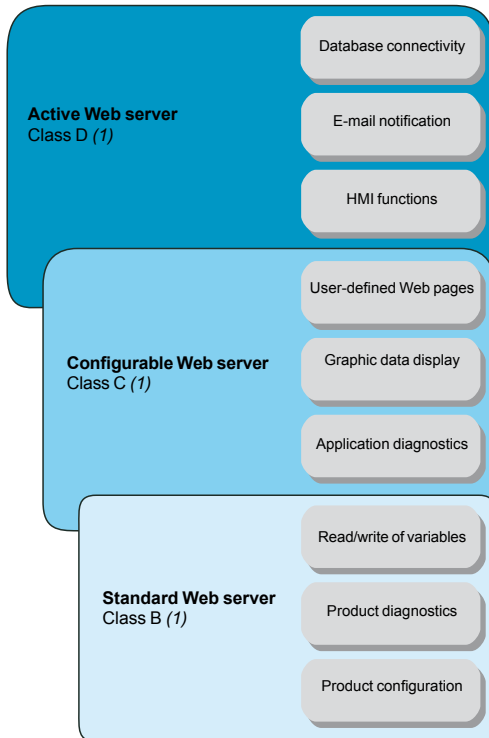 Database connectivity
Active Web server
Class D (1)
E-mail notification
HMI functions
User-defined Web pages
Configurable Web server
Class C (1)
Graphic data display
Application diagnostics
Read/write of variables
Standard Web server
Class B (1)
Product diagnostics
Product configuration